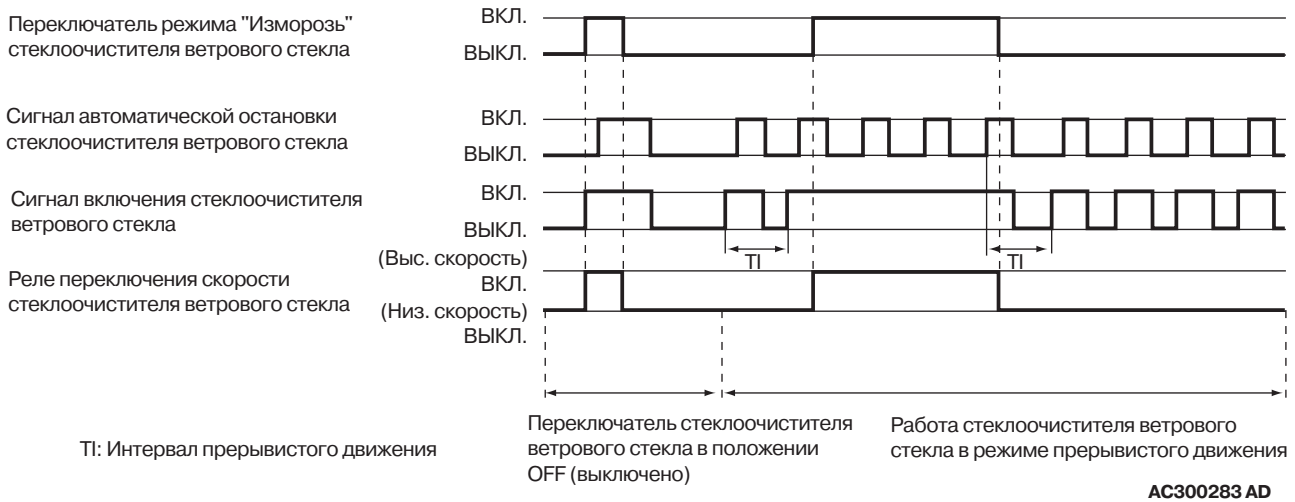 Переключатель режима "Изморозь"
стеклоочистителя ветрового стекла
ВКЛ.
ВЫКЛ.
Сигнал автоматической остановки
стеклоочистителя ветрового стекла
ВКЛ.
ВЫКЛ.
Сигнал включения стеклоочистителя
ветрового стекла
ВКЛ.
ВЫКЛ.
TI
TI
Реле переключения скорости
стеклоочистителя ветрового стекла
(Выс. скорость)
ВКЛ.
(Низ. скорость)
ВЫКЛ.
TI: Интервал прерывистого движения
Переключатель стеклоочистителя
ветрового стекла в положении
OFF (выключено)
Работа стеклоочистителя ветрового
стекла в режиме прерывистого движения
AC300283 AD